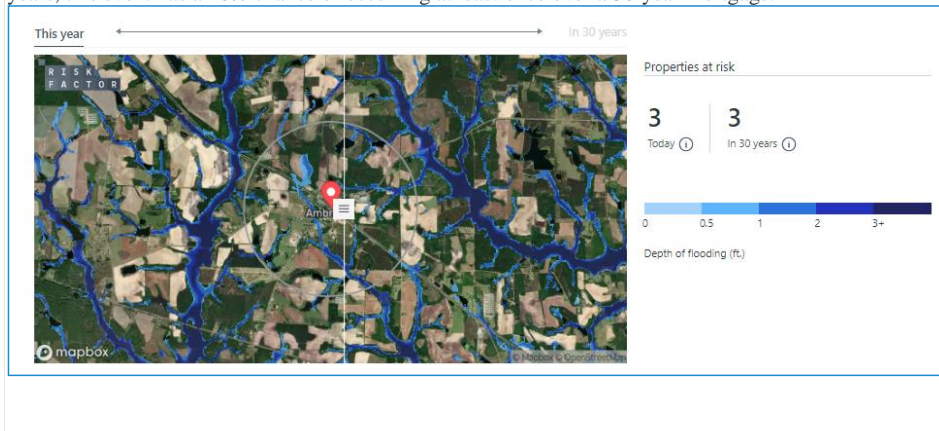 This year
In 30 years
RISK
FACTOR
Properties at risk
3
3
Today
In 30 years
0 0.5 1 2 3+
Depth of flooding (ft.)
mapbox
© Mapbox © OpenStreetMap